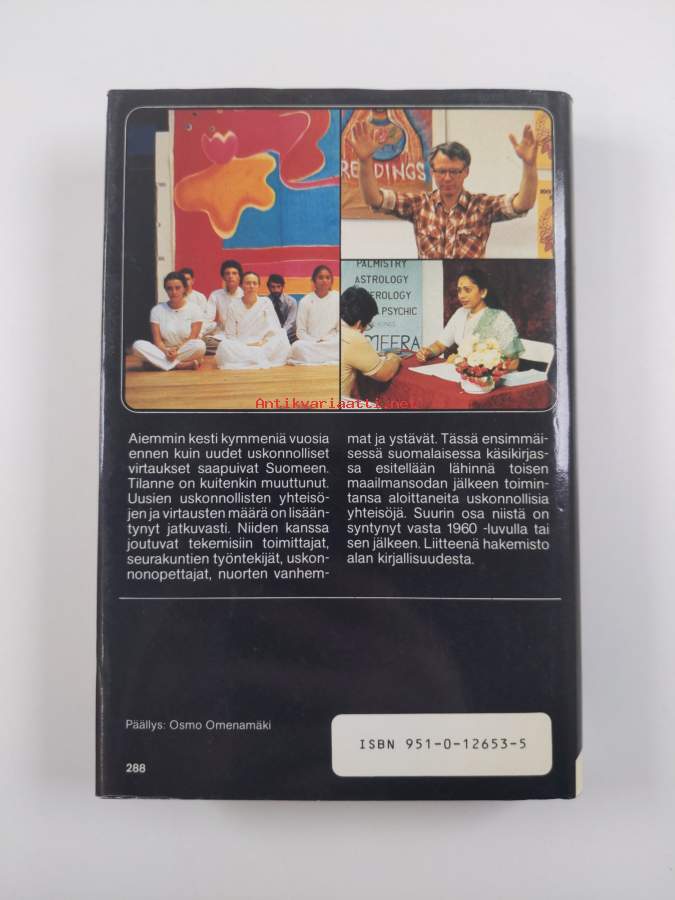 READINGS
PALMISTRY
ASTROLOGY
EROLOGY
PSYCHIC
MEERA
Antikvariaatti.net
Aiemmin kesti kymmeniä vuosia
ennen kuin uudet uskonnolliset
virtaukset saapuivat Suomeen.
Tilanne on kuitenkin muuttunut.
Uusien uskonnollisten yhteisö-
jen ja virtausten määrä on lisään-
tynyt jatkuvasti. Niiden kanssa
joutuvat tekemisiin toimittajat,
seurakuntien työntekijät, uskon-
nonopettajat, nuorten vanhem-
mat ja ystävät. Tässä ensimmäi-
sessä suomalaisessa käsikirjas-
sa esitellään lähinnä toisen
maailmansodan jälkeen toimin-
tansa aloittaneita uskonnollisia
yhteisöjä. Suurin osa niistä on
syntynyt vasta 1960 -luvulla tai
sen jälkeen. Liitteenä hakemisto
alan kirjallisuudesta.
Päällys: Osmo Omenamäki
ISBN 951-0-12653-5
288